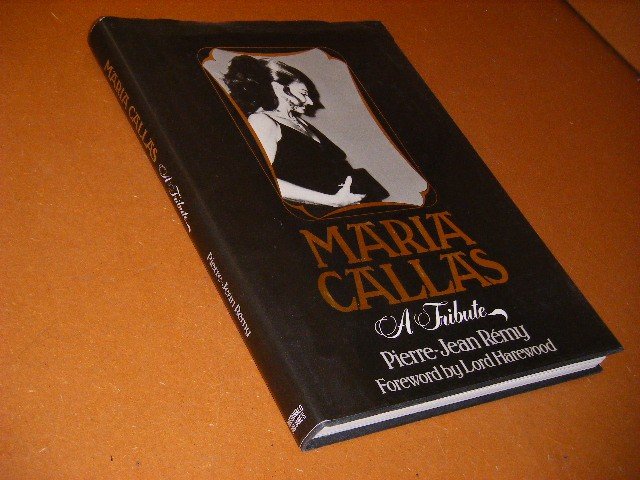 MARIA
CALLAS
A Tribute
Pierre-Jean Rémy
Foreword by Lord Harewood
MARIA CALLAS A Tribute
Pierre-Jean Rémy